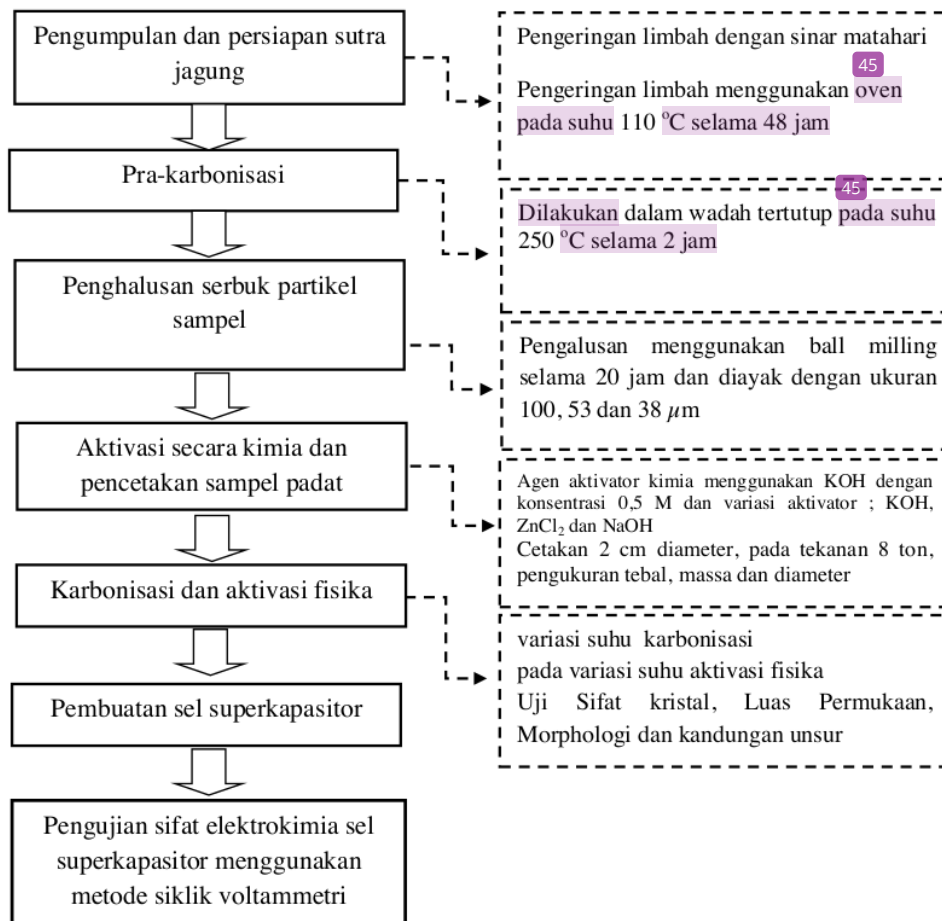 Pengumpulan dan persiapan sutra
jagung
Pengeringan limbah dengan sinar matahari
45
Pengeringan limbah menggunakan oven
pada suhu 110 °C selama 48 jam
Pra-karbonisasi
45
Dilakukan dalam wadah tertutup pada suhu
250 °C selama 2 jam
Penghalusan serbuk partikel
sampel
Pengalusan menggunakan ball milling
selama 20 jam dan diayak dengan ukuran
100, 53 dan 38 µm
Aktivasi secara kimia dan
pencetakan sampel padat
Agen aktivator kimia menggunakan KOH dengan
konsentrasi 0,5 M dan variasi aktivator ; KOH,
ZnCl₂ dan NaOH
Cetakan 2 cm diameter, pada tekanan 8 ton,
pengukuran tebal, massa dan diameter
Karbonisasi dan aktivasi fisika
variasi suhu karbonisasi
pada variasi suhu aktivasi fisika
Uji Sifat kristal, Luas Permukaan,
Morphologi dan kandungan unsur
Pembuatan sel superkapasitor
Pengujian sifat elektrokimia sel
superkapasitor menggunakan
metode siklik voltammetri